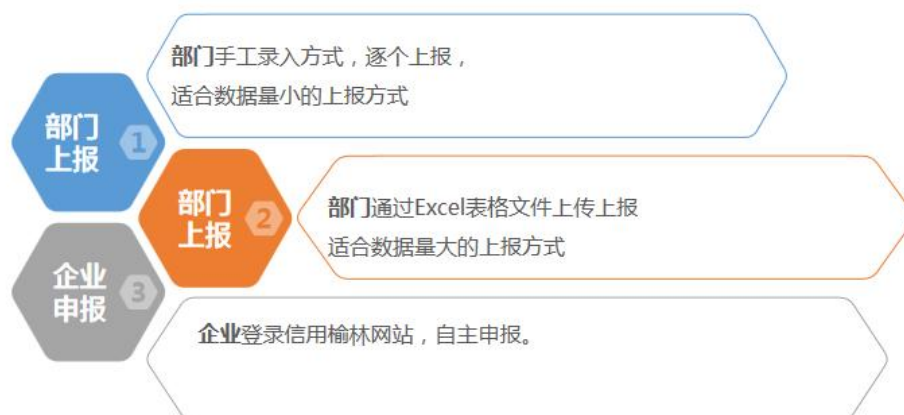 部门手工录入方式，逐个上报，
适合数据量小的上报方式
部门
上报
1
部门
上报
2
部门通过Excel表格文件上传上报
适合数据量大的上报方式
企业
申报
3
企业登录信用榆林网站，自主申报。